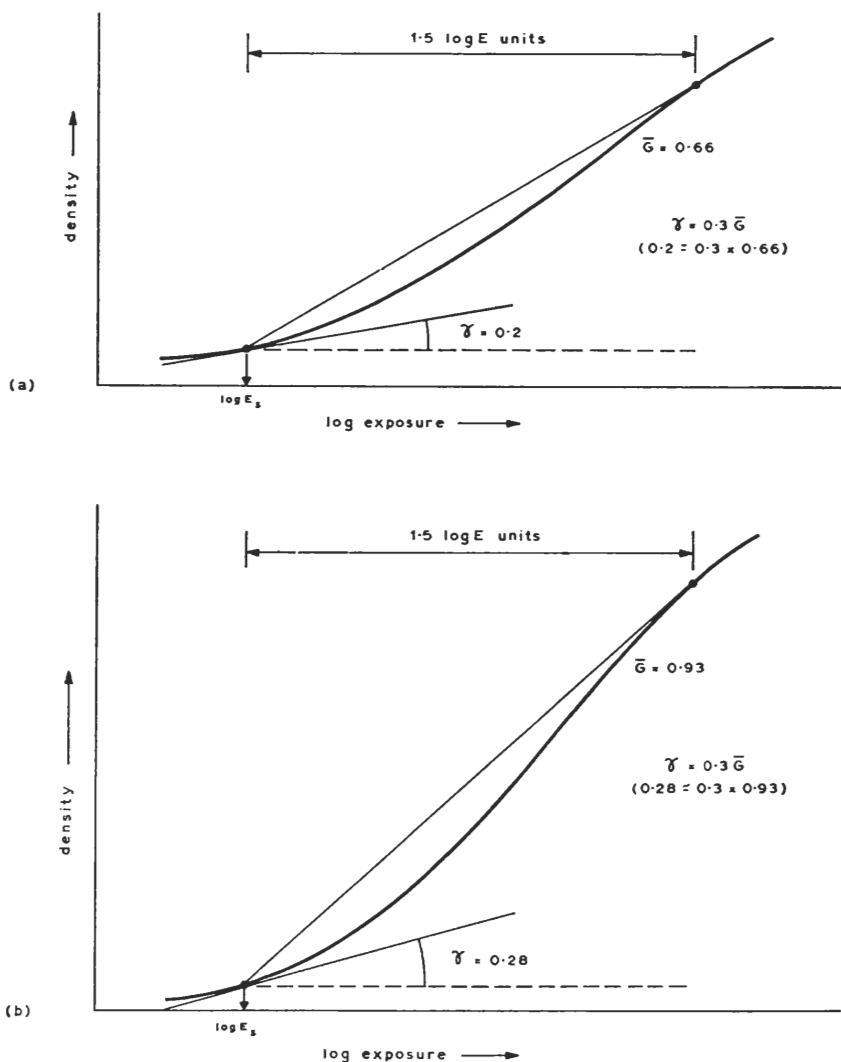 1·5 log E units
density
G̅ = 0·66
γ = 0·3 G̅
(0·2 = 0·3 × 0·66)
γ = 0·2
(a)
log Es
log exposure
1·5 log E units
density
G̅ = 0·93
γ = 0·3 G̅
(0·28 = 0·3 × 0·93)
γ = 0·28
(b)
log Es
log exposure